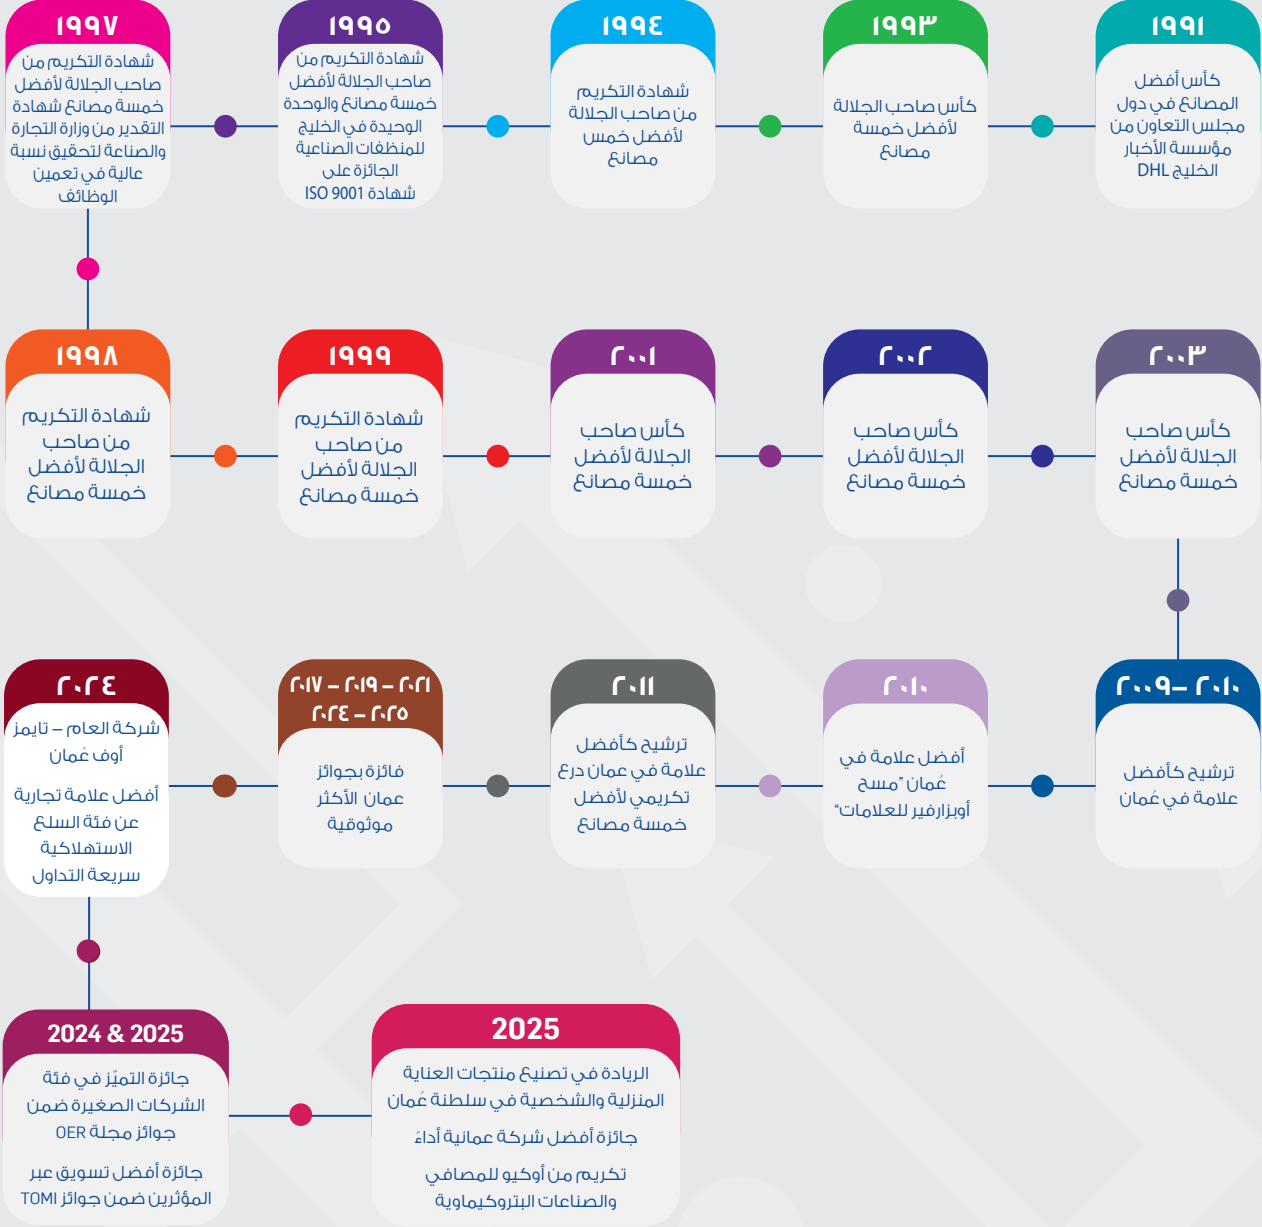 ١٩٩١
كأس أفضل
المصانع في دول
مجلس التعاون من
مؤسسة الأخبار
الخليج DHL
١٩٩٣
كأس صاحب الجلالة
لأفضل خمسة
مصانع
١٩٩٤
شهادة التكريم
من صاحب الجلالة
لأفضل خمس
مصانع
١٩٩٥
شهادة التكريم من
صاحب الجلالة لأفضل
خمسة مصانع والوحدة
الوحيدة في الخليج
للمنظفات الصناعية
الجائزة على
شهادة ISO 9001
١٩٩٧
شهادة التكريم من
صاحب الجلالة لأفضل
خمسة مصانع شهادة
التقدير من وزارة التجارة
والصناعة لتحقيق نسبة
عالية في تعمين
الوظائف
١٩٩٨
شهادة التكريم
من صاحب
الجلالة لأفضل
خمسة مصانع
١٩٩٩
شهادة التكريم
من صاحب
الجلالة لأفضل
خمسة مصانع
٢٠٠١
كأس صاحب
الجلالة لأفضل
خمسة مصانع
٢٠٠٢
كأس صاحب
الجلالة لأفضل
خمسة مصانع
٢٠٠٣
كأس صاحب
الجلالة لأفضل
خمسة مصانع
٢٠١٠ –٢٠٠٩
ترشيح كأفضل
علامة في عُمان
٢٠١٠
أفضل علامة في
عُمان "مسح
أوبزارفير للعلامات"
٢٠١١
ترشيح كأفضل
علامة في عمان درع
تكريمي لأفضل
خمسة مصانع
٢٠١٧ – ٢٠١٩ – ٢٠٢١
٢٠٢٤ – ٢٠٢٥
فائزة بجوائز
عمان الأكثر
موثوقية
٢٠٢٤
شركة العام – تايمز
أوف عُمان
أفضل علامة تجارية
عن فئة السلع
الاستهلاكية
سريعة التداول
2024 & 2025
جائزة التميّز في فئة
الشركات الصغيرة ضمن
جوائز مجلة OER
جائزة أفضل تسويق عبر
المؤثرين ضمن جوائز TOMI
2025
الريادة في تصنيع منتجات العناية
المنزلية والشخصية في سلطنة عُمان
جائزة أفضل شركة عمانية أداءً
تكريم من أوكيو للمصافي
والصناعات البتروكيماوية